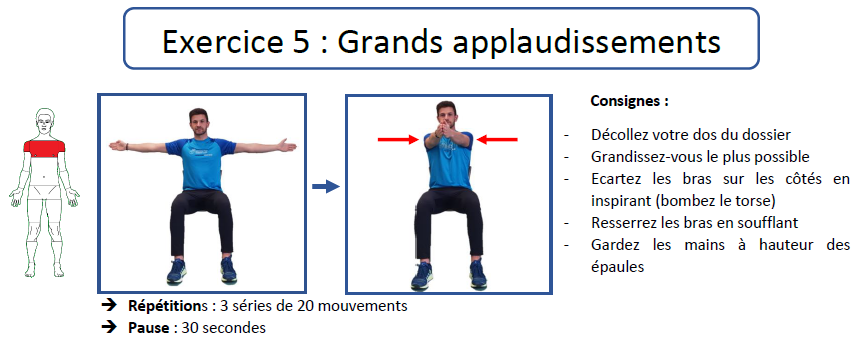 Exercice 5 : Grands applaudissements
Consignes :
- Décollez votre dos du dossier
- Grandissez-vous le plus possible
- Ecartez les bras sur les côtés en
inspirant (bombez le torse)
- Resserrez les bras en soufflant
- Gardez les mains à hauteur des
épaules
➔ Répétitions : 3 séries de 20 mouvements
➔ Pause : 30 secondes